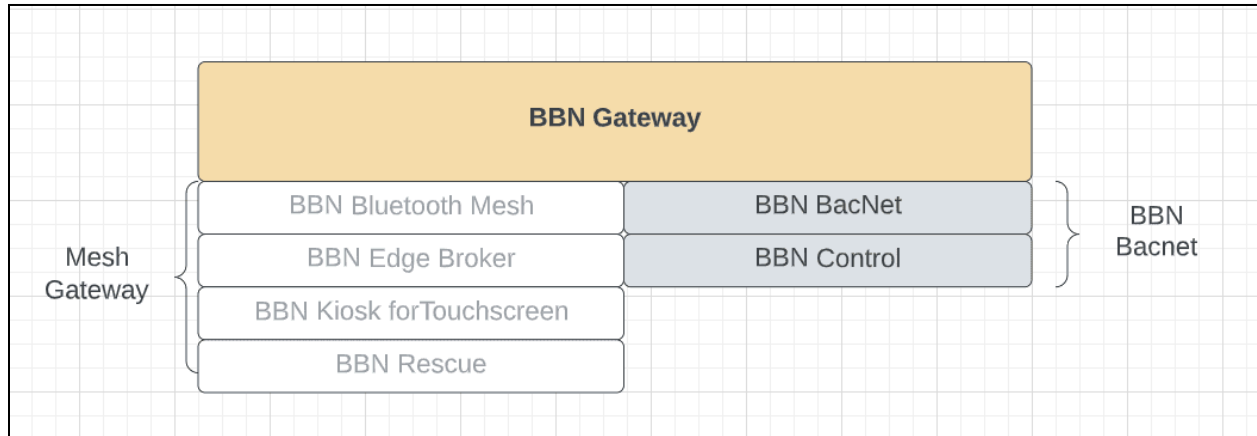 BBN Gateway
BBN Bluetooth Mesh
BBN BacNet
BBN Edge Broker
BBN Control
BBN Kiosk forTouchscreen
BBN Rescue
Mesh
Gateway
BBN
Bacnet